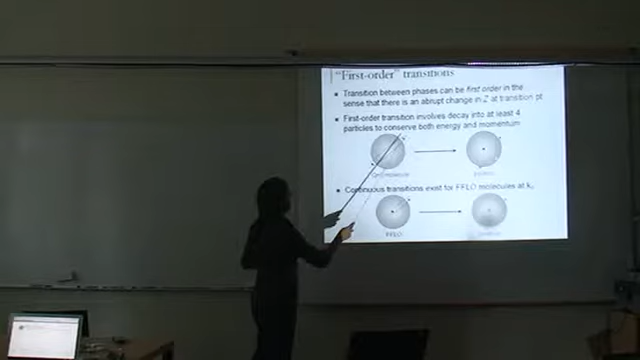 "First-order" transitions
Transition between phases can be first order in the
sense that there is an abrupt change in Z at transition pt
First-order transition involves decay into at least 4
particles to conserve both energy and momentum
Continuous transitions exist for FFLO molecules at
FFLO